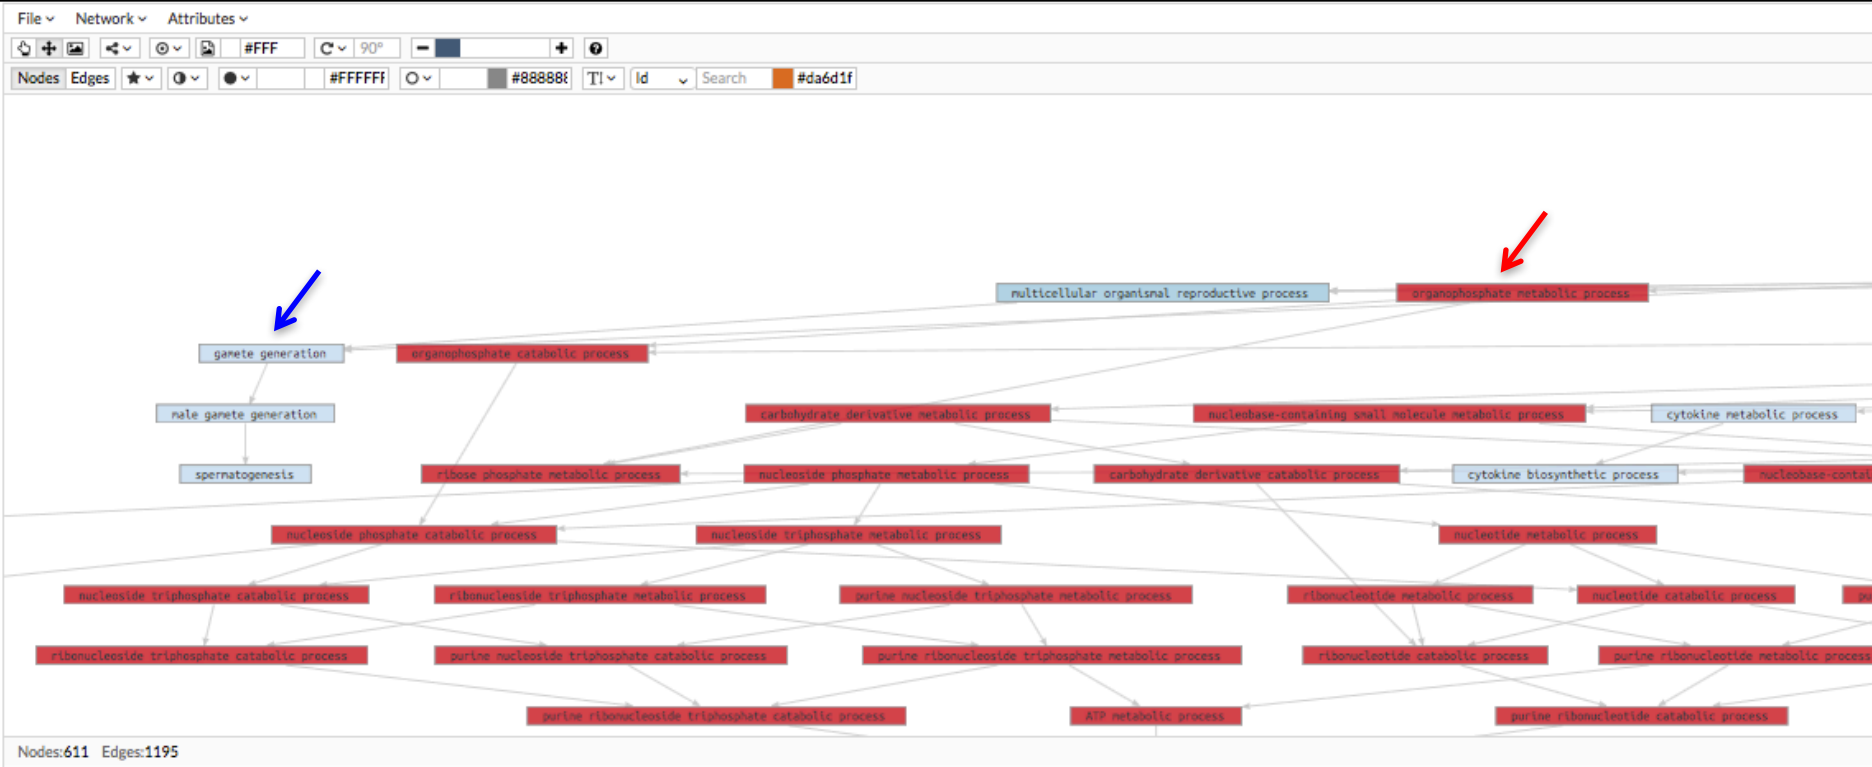 File Network Attributes
#FFF 90°
Nodes Edges #FFFFFF #888888 Id Search #da6d1f
multicellular organismal reproductive process organophosphate metabolic process
gamete generation organophosphate catabolic process
male gamete generation carbohydrate derivative metabolic process nucleobase-containing small molecule metabolic process cytokine metabolic process
spermatogenesis ribose phosphate metabolic process nucleoside phosphate metabolic process carbohydrate derivative catabolic process cytokine biosynthetic process nucleobase-contai
nucleoside phosphate catabolic process nucleoside triphosphate metabolic process nucleotide metabolic process
nucleoside triphosphate catabolic process ribonucleoside triphosphate metabolic process purine nucleoside triphosphate metabolic process ribonucleotide metabolic process nucleotide catabolic process pu
ribonucleoside triphosphate catabolic process purine nucleoside triphosphate catabolic process purine ribonucleoside triphosphate metabolic process ribonucleotide catabolic process purine ribonucleotide metabolic process
purine ribonucleoside triphosphate catabolic process ATP metabolic process purine ribonucleotide catabolic process
Nodes:611 Edges:1195